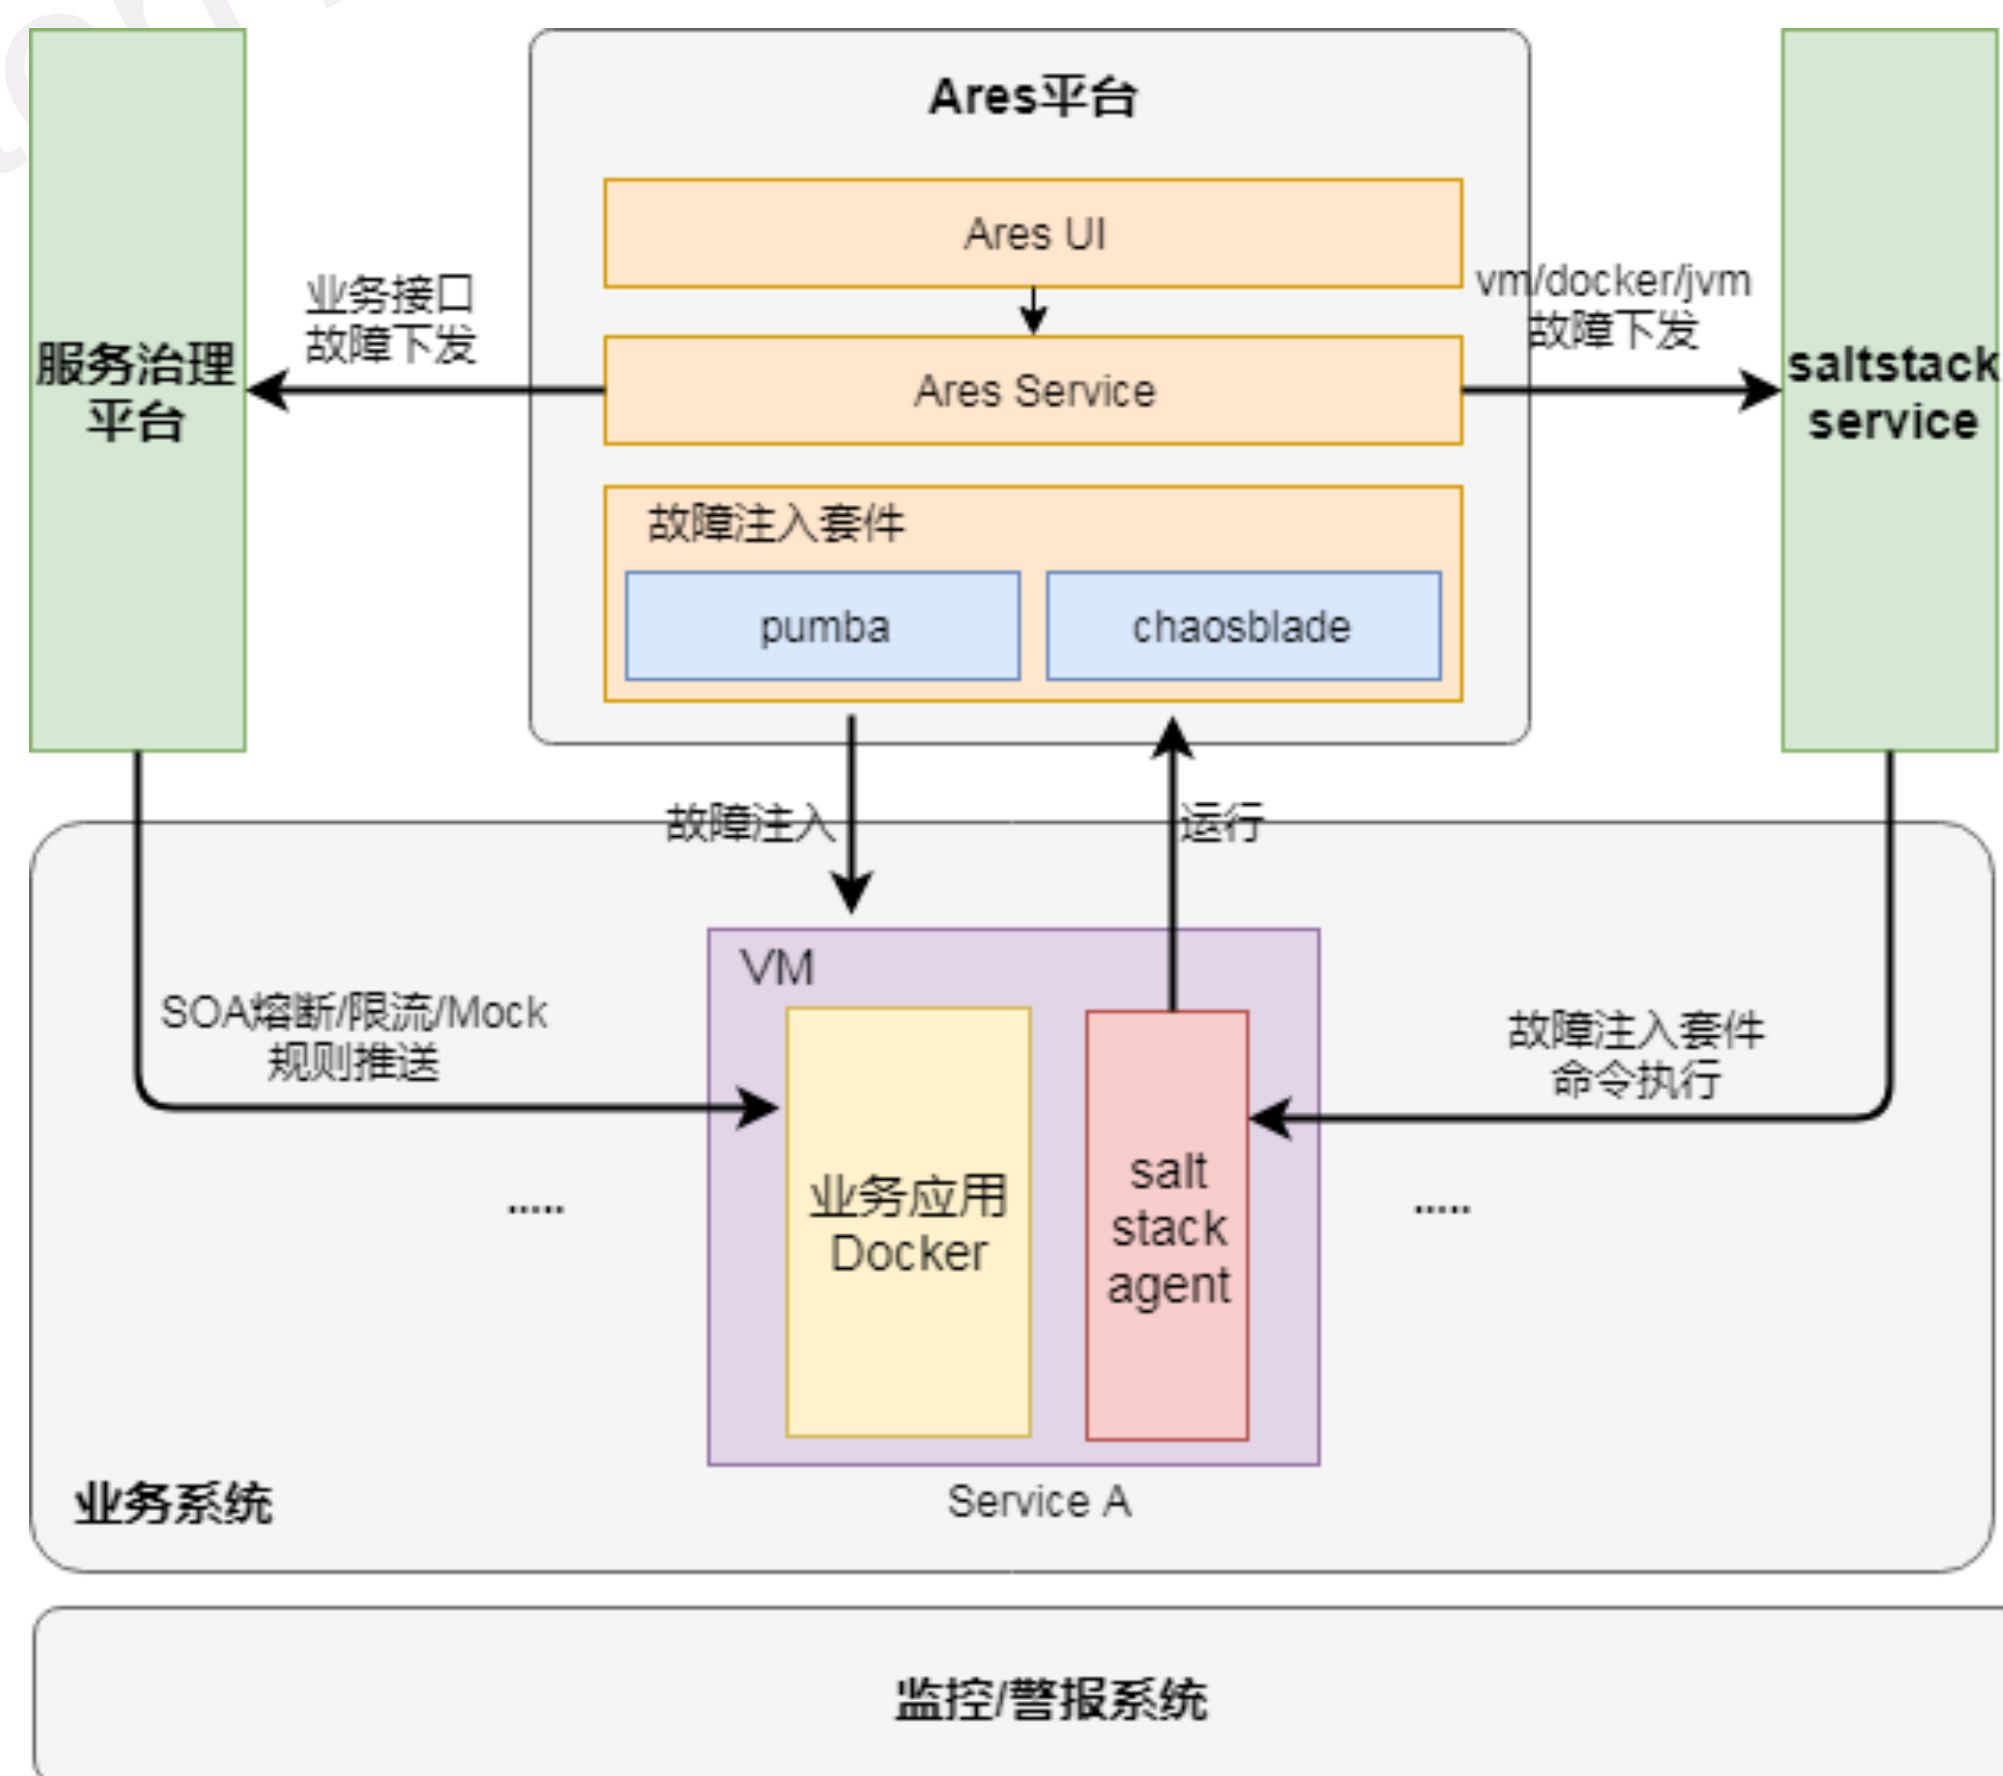 Ares平台
Ares UI
业务接口
故障下发
vm/docker/jvm
故障下发
服务治理
平台
Ares Service
saltstack
service
故障注入套件
pumba
chaosblade
故障注入
运行
VM
SOA熔断/限流/Mock
规则推送
故障注入套件
命令执行
业务应用
Docker
salt
stack
agent
.....
.....
业务系统
Service A
监控/警报系统